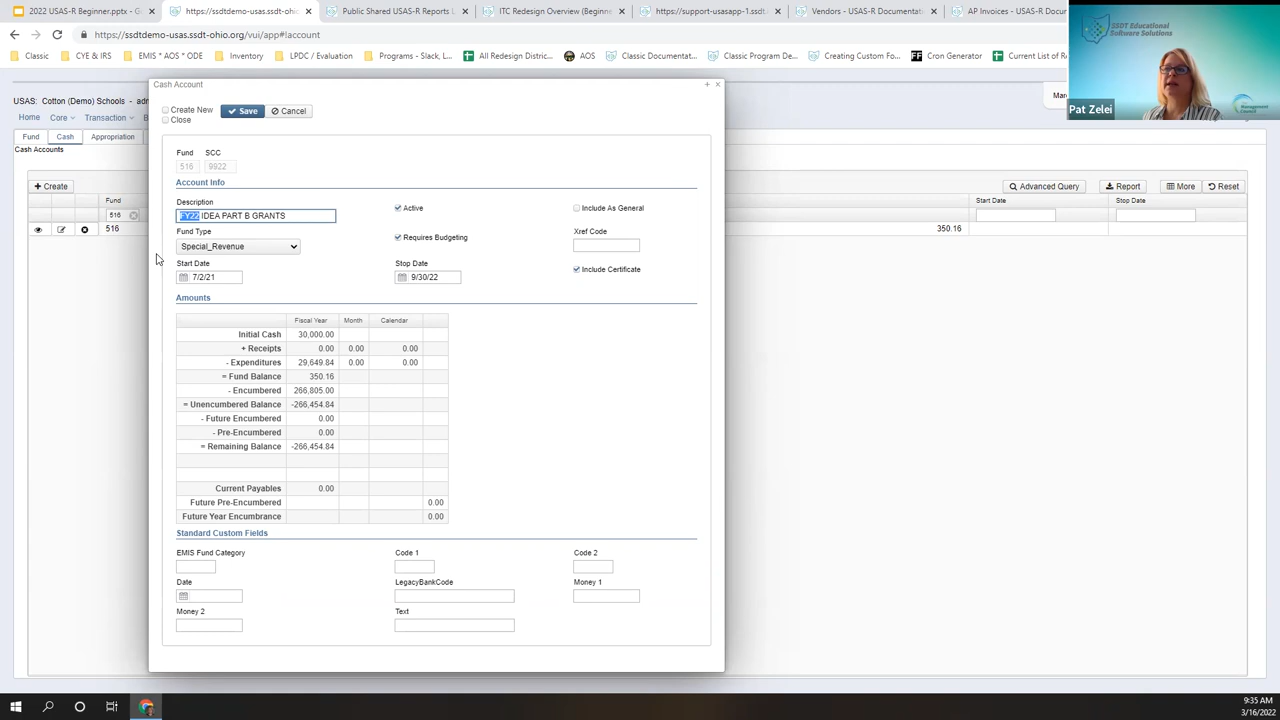 2022 USAS-R Beginner.pptx - G
https://ssdtdemo-usas.ssdt-ohio
Public Shared USAS-R Reports L
ITC Redesign Overview (Beginne
https://support-usasapp-1.ssdt-
Vendors - USAS-R Documentati
AP Invoices - USAS-R Docum
https://ssdtdemo-usas.ssdt-ohio.org/vui/app#!account
Classic
CYE & IRS
EMIS * AOS * ODE
Inventory
LPDC / Evaluation
Programs - Slack, L...
All Redesign Distric...
AOS
Classic Documentat...
Classic Program De...
Creating Custom Fo...
Cron Generator
Current List of R
SSDT Educational
Software Solutions
Management
Council
Pat Zelei
USAS: Cotton (Demo) Schools - adm
Mar
Home
Core
Transaction
Fund
Cash
Appropriation
Cash Accounts
Create
Advanced Query
Report
More
Reset
Fund
Start Date
Stop Date
516
516
350.16
Cash Account
+ ×
Create New
Close
Save
Cancel
Fund SCC
516 9922
Account Info
Description
FY22 IDEA PART B GRANTS
Active
Include As General
Fund Type
Special_Revenue
Requires Budgeting
Xref Code
Start Date
7/2/21
Stop Date
9/30/22
Include Certificate
Amounts
Fiscal Year Month Calendar
Initial Cash 30,000.00
+ Receipts 0.00 0.00 0.00
- Expenditures 29,649.84 0.00 0.00
= Fund Balance 350.16
- Encumbered 266,805.00
= Unencumbered Balance -266,454.84
- Future Encumbered 0.00
- Pre-Encumbered 0.00
= Remaining Balance -266,454.84
Current Payables 0.00
Future Pre-Encumbered 0.00
Future Year Encumbrance 0.00
Standard Custom Fields
EMIS Fund Category Code 1 Code 2
Date LegacyBankCode Money 1
Money 2 Text
9:35 AM
3/16/2022